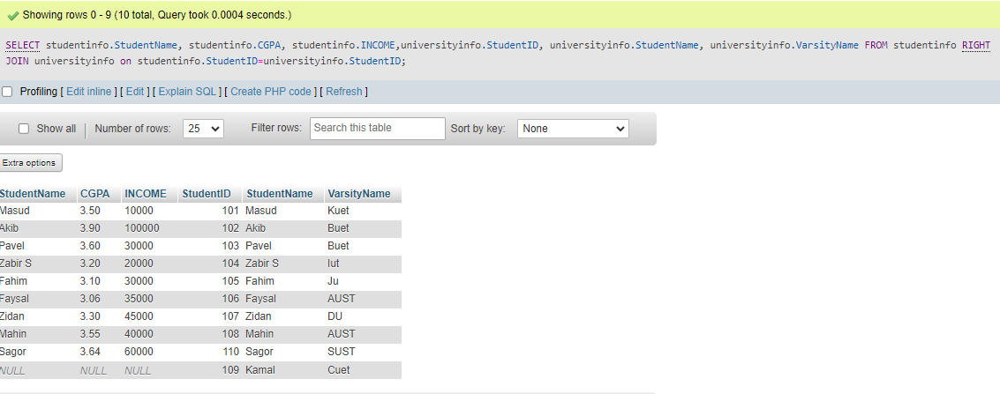 Showing rows 0 - 9 (10 total, Query took 0.0004 seconds.)
SELECT studentinfo.StudentName, studentinfo.CGPA, studentinfo.INCOME,universityinfo.StudentID, universityinfo.StudentName, universityinfo.VarsityName FROM studentinfo RIGHT
JOIN universityinfo on studentinfo.StudentID=universityinfo.StudentID;
Profiling [ Edit inline ] [ Edit ] [ Explain SQL ] [ Create PHP code ] [ Refresh ]
Show all | Number of rows: 25 Filter rows: Search this table Sort by key: None
Extra options
StudentName CGPA INCOME StudentID StudentName VarsityName
Masud 3.50 10000 101 Masud Kuet
Akib 3.90 100000 102 Akib Buet
Pavel 3.60 30000 103 Pavel Buet
Zabir S 3.20 20000 104 Zabir S Iut
Fahim 3.10 30000 105 Fahim Ju
Faysal 3.06 35000 106 Faysal AUST
Zidan 3.30 45000 107 Zidan DU
Mahin 3.55 40000 108 Mahin AUST
Sagor 3.64 60000 110 Sagor SUST
NULL NULL NULL 109 Kamal Cuet